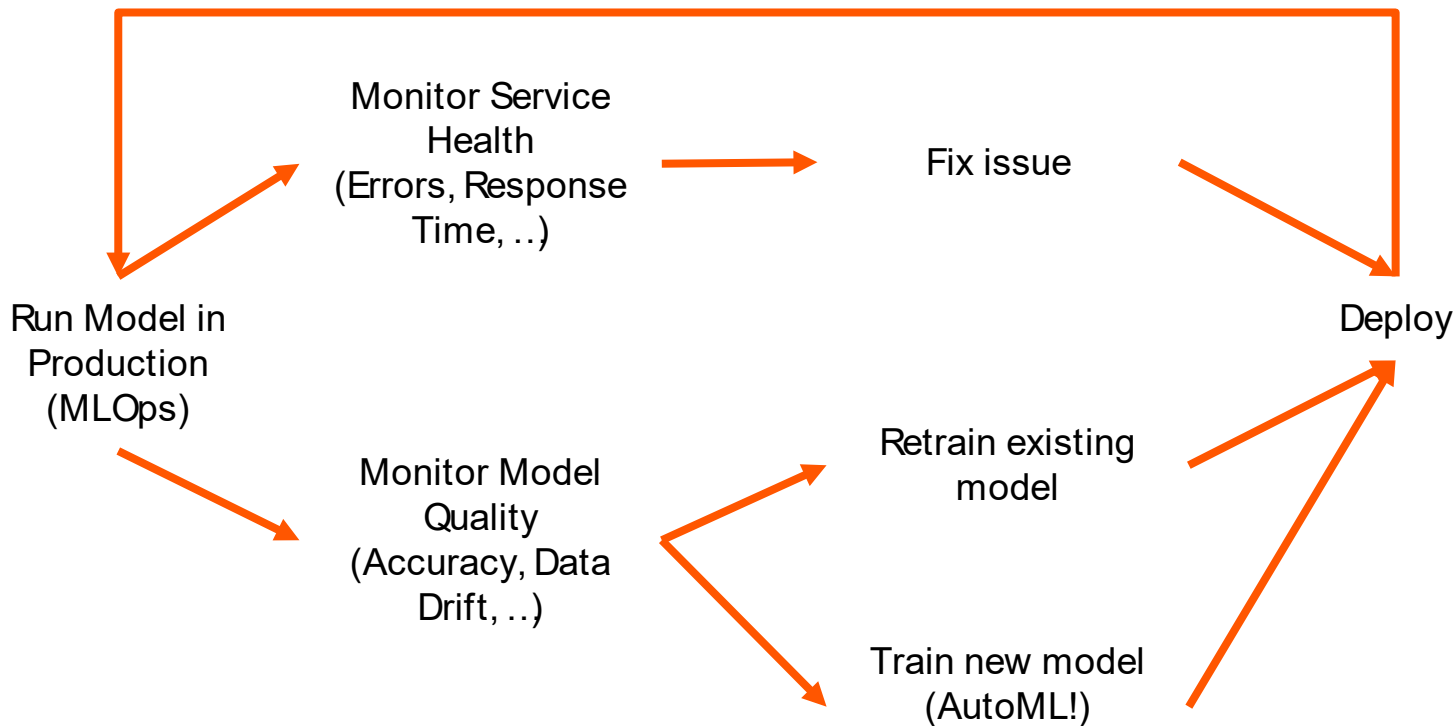 Monitor Service
Health
(Errors, Response
Time, …)
Fix issue
Run Model in
Production
(MLOps)
Deploy
Monitor Model
Quality
(Accuracy, Data
Drift, …)
Retrain existing
model
Train new model
(AutoML!)